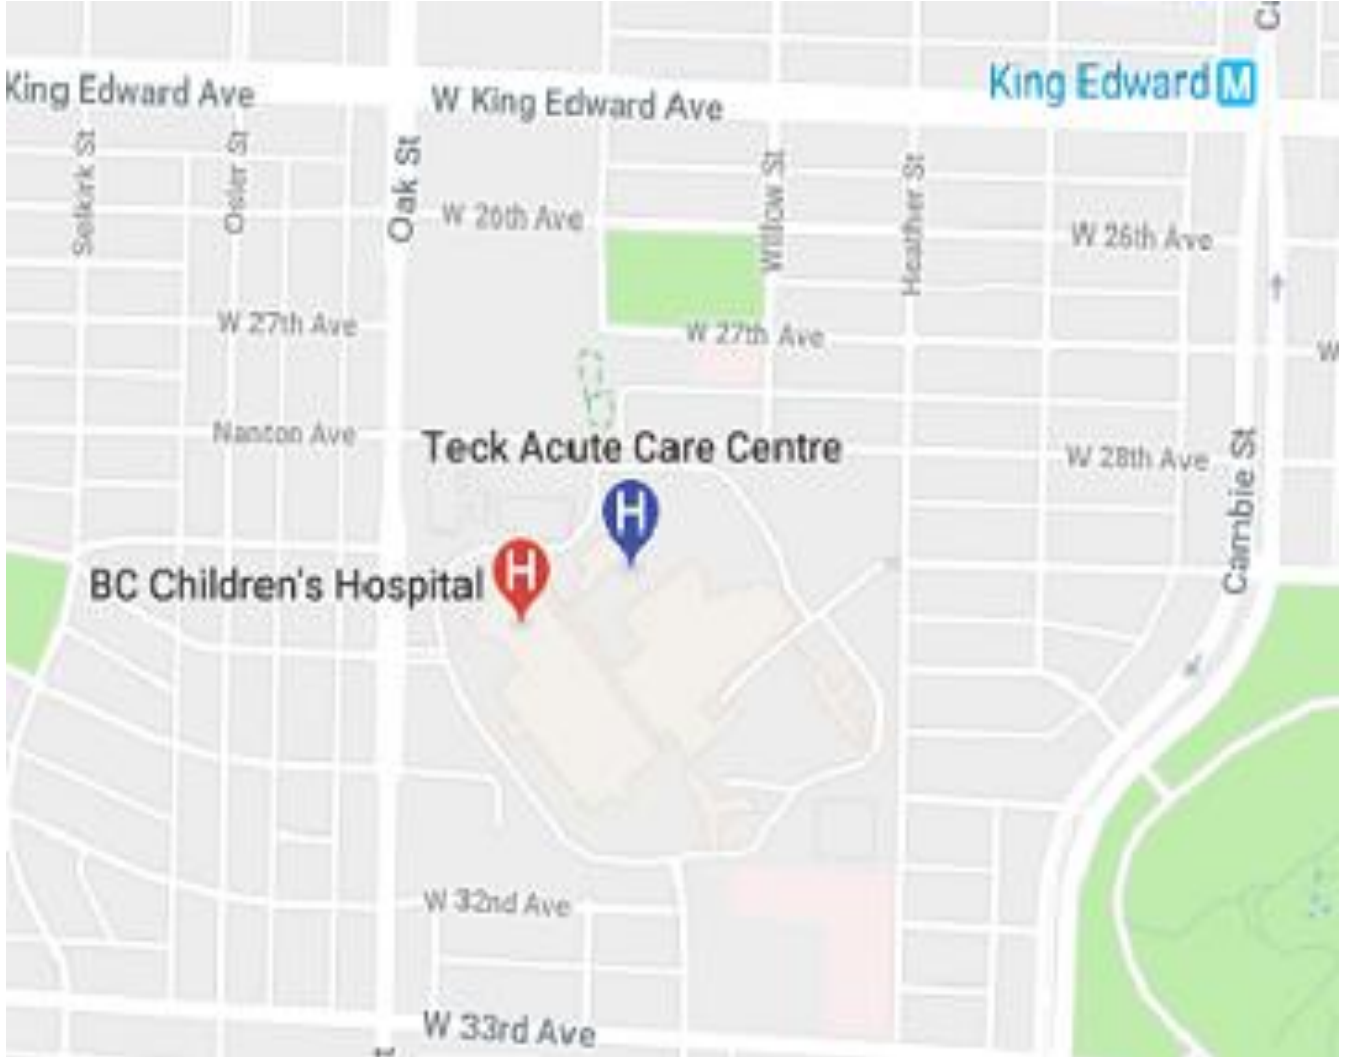 King Edward Ave
W King Edward Ave
King Edward M
Selkirk St
Osler St
Oak St
Willow St
Heather St
W 26th Ave
W 26th Ave
W 27th Ave
W 27th Ave
W
Nanton Ave
Teck Acute Care Centre
W 28th Ave
Cambie St
H
H
BC Children's Hospital
W 32nd Ave
W 33rd Ave